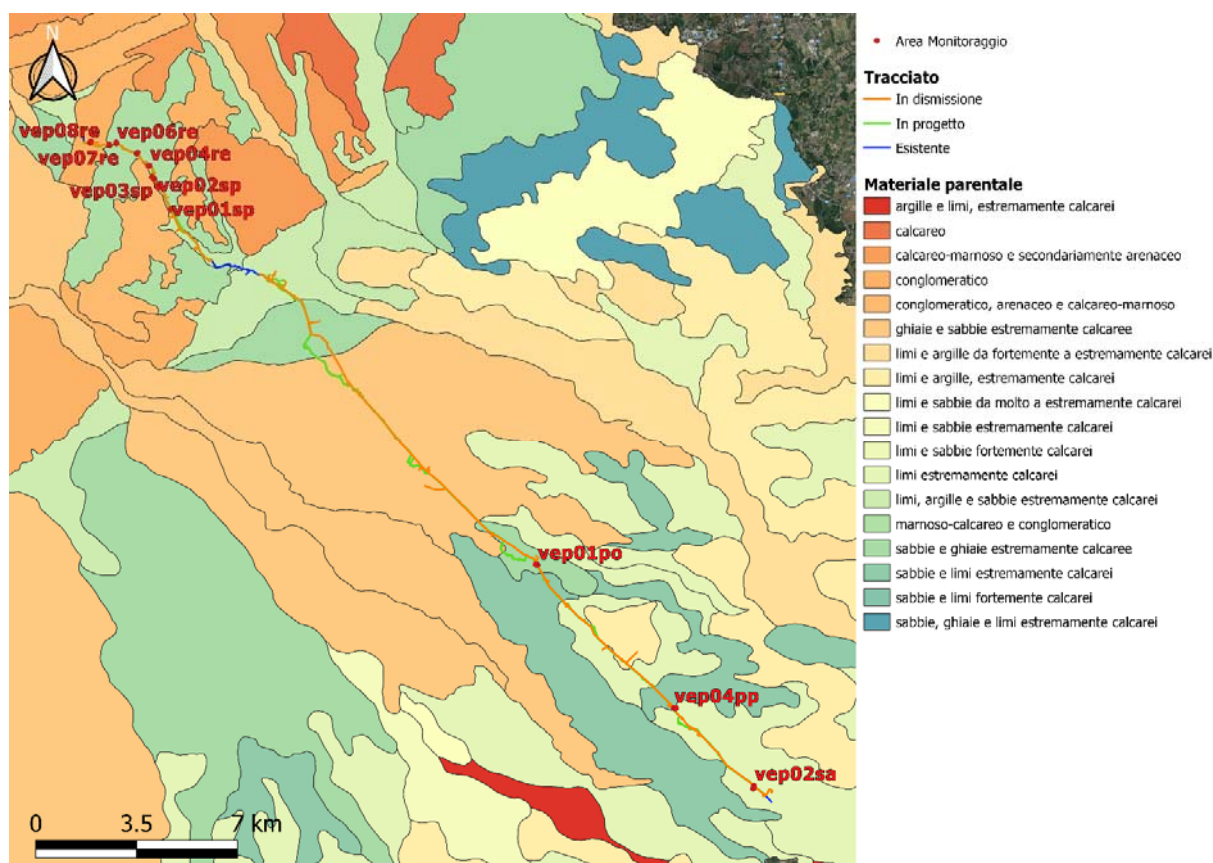 N
vep08re
vep06re
vep07re
vep04re
vep03sp
vep02sp
vep01sp
vep01po
vep04pp
vep02sa
0
3.5
7 km
Area Monitoraggio
Tracciato
In dismissione
In progetto
Esistente
Materiale parentale
argille e limi, estremamente calcarei
calcareo
calcareo-marnoso e secondariamente arenaceo
conglomeratico
conglomeratico, arenaceo e calcareo-marnoso
ghiaie e sabbie estremamente calcaree
limi e argille da fortemente a estremamente calcarei
limi e argille, estremamente calcarei
limi e sabbie da molto a estremamente calcarei
limi e sabbie estremamente calcarei
limi e sabbie fortemente calcarei
limi estremamente calcarei
limi, argille e sabbie estremamente calcarei
marnoso-calcareo e conglomeratico
sabbie e ghiaie estremamente calcaree
sabbie e limi estremamente calcarei
sabbie e limi fortemente calcarei
sabbie, ghiaie e limi estremamente calcarei